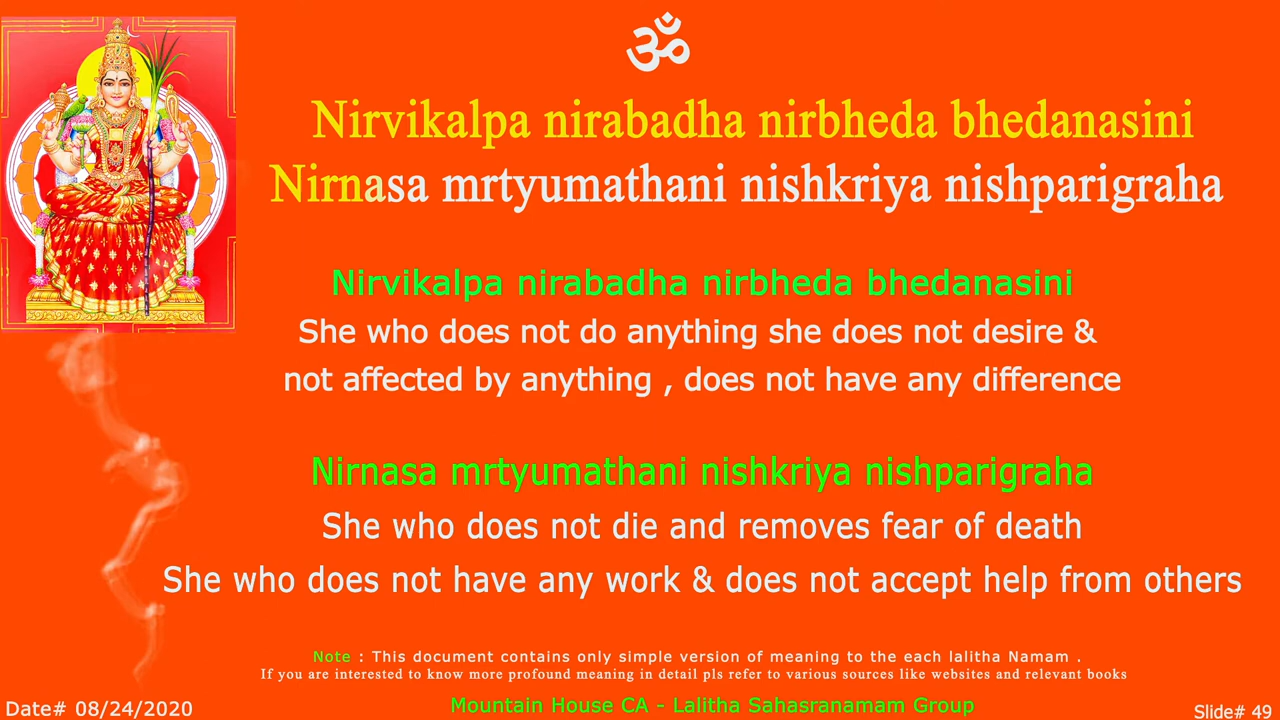 ॐ
Nirvikalpa nirabadha nirbheda bhedanasini
Nirnasa mrtyumathani nishkriya nishparigraha
Nirvikalpa nirabadha nirbheda bhedanasini
She who does not do anything she does not desire &
not affected by anything , does not have any difference
Nirnasa mrtyumathani nishkriya nishparigraha
She who does not die and removes fear of death
She who does not have any work & does not accept help from others
Note : This document contains only simple version of meaning to the each lalitha Namam .
If you are interested to know more profound meaning in detail pls refer to various sources like websites and relevant books
Mountain House CA - Lalitha Sahasranamam Group
Date# 08/24/2020
Slide# 49